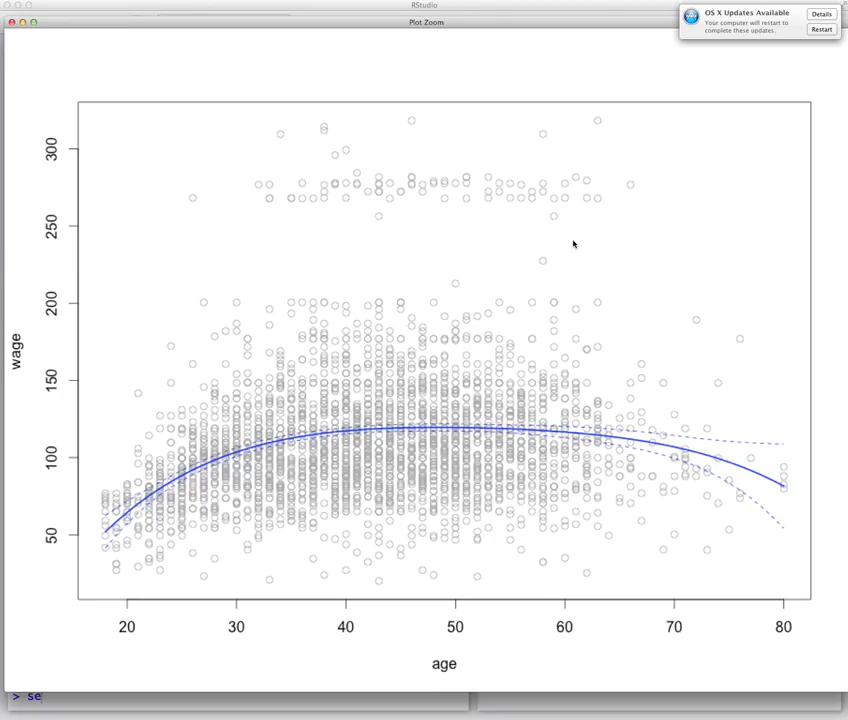 RStudio
Plot Zoom
OS X Updates Available
Details
Your computer will restart to
complete these updates.
Restart
300
250
200
150
100
50
wage
20 30 40 50 60 70 80
age
> se